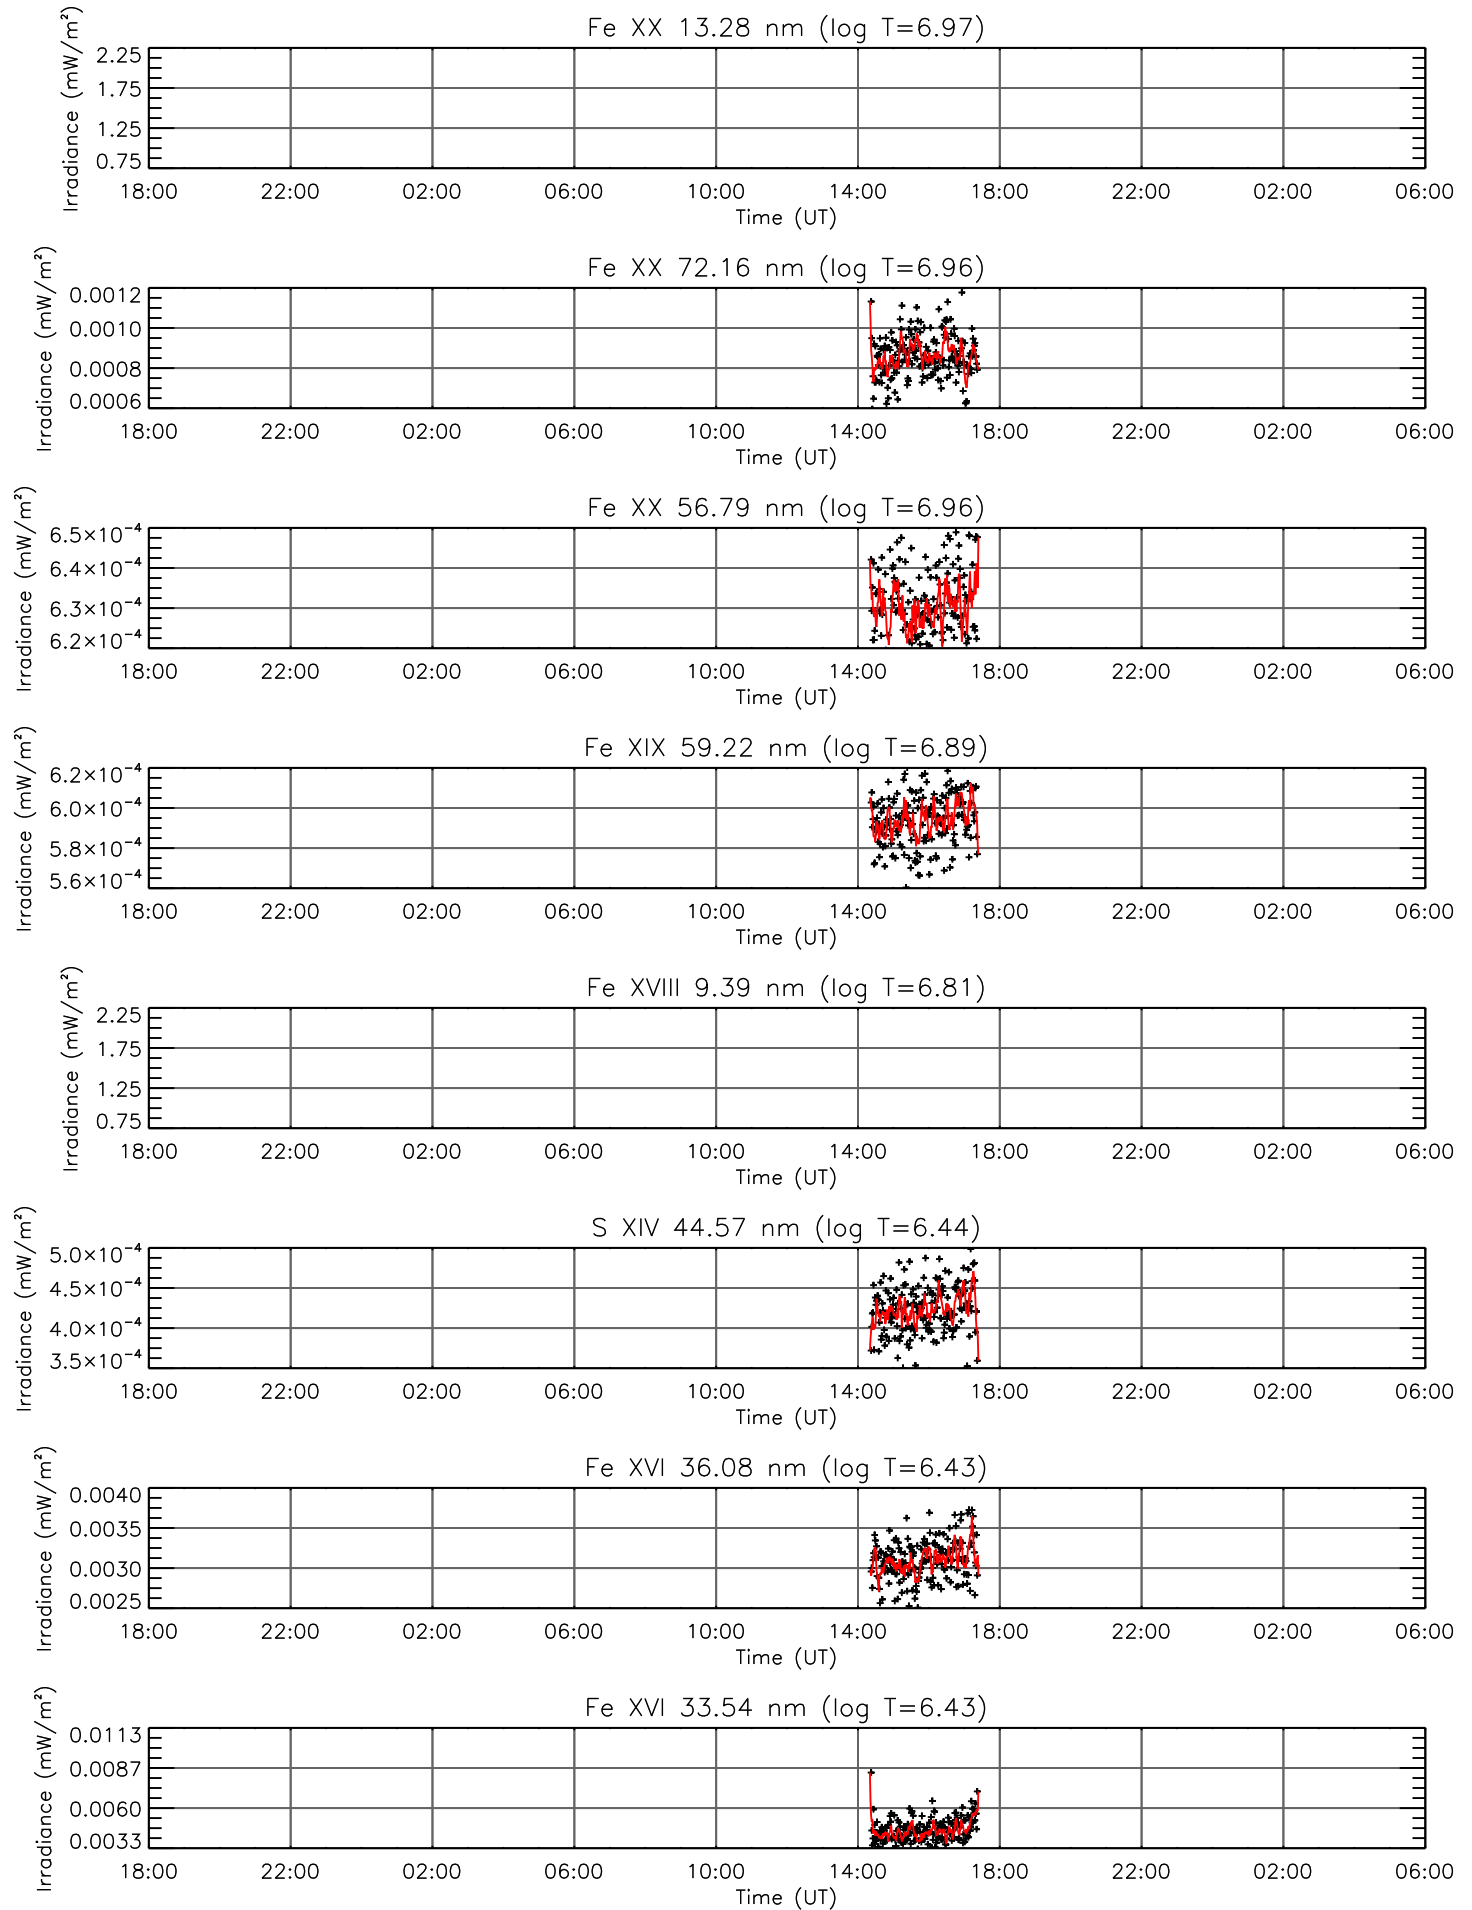 Fe XX 13.28 nm (log T=6.97)
Irradiance (mW/m²)
2.25
1.75
1.25
0.75
18:00 22:00 02:00 06:00 10:00 14:00 18:00 22:00 02:00 06:00
Time (UT)
Fe XX 72.16 nm (log T=6.96)
Irradiance (mW/m²)
0.0012
0.0010
0.0008
0.0006
18:00 22:00 02:00 06:00 10:00 14:00 18:00 22:00 02:00 06:00
Time (UT)
Fe XX 56.79 nm (log T=6.96)
Irradiance (mW/m²)
6.5×10⁻⁴
6.4×10⁻⁴
6.3×10⁻⁴
6.2×10⁻⁴
18:00 22:00 02:00 06:00 10:00 14:00 18:00 22:00 02:00 06:00
Time (UT)
Fe XIX 59.22 nm (log T=6.89)
Irradiance (mW/m²)
6.2×10⁻⁴
6.0×10⁻⁴
5.8×10⁻⁴
5.6×10⁻⁴
18:00 22:00 02:00 06:00 10:00 14:00 18:00 22:00 02:00 06:00
Time (UT)
Fe XVIII 9.39 nm (log T=6.81)
Irradiance (mW/m²)
2.25
1.75
1.25
0.75
18:00 22:00 02:00 06:00 10:00 14:00 18:00 22:00 02:00 06:00
Time (UT)
S XIV 44.57 nm (log T=6.44)
Irradiance (mW/m²)
5.0×10⁻⁴
4.5×10⁻⁴
4.0×10⁻⁴
3.5×10⁻⁴
18:00 22:00 02:00 06:00 10:00 14:00 18:00 22:00 02:00 06:00
Time (UT)
Fe XVI 36.08 nm (log T=6.43)
Irradiance (mW/m²)
0.0040
0.0035
0.0030
0.0025
18:00 22:00 02:00 06:00 10:00 14:00 18:00 22:00 02:00 06:00
Time (UT)
Fe XVI 33.54 nm (log T=6.43)
Irradiance (mW/m²)
0.0113
0.0087
0.0060
0.0033
18:00 22:00 02:00 06:00 10:00 14:00 18:00 22:00 02:00 06:00
Time (UT)